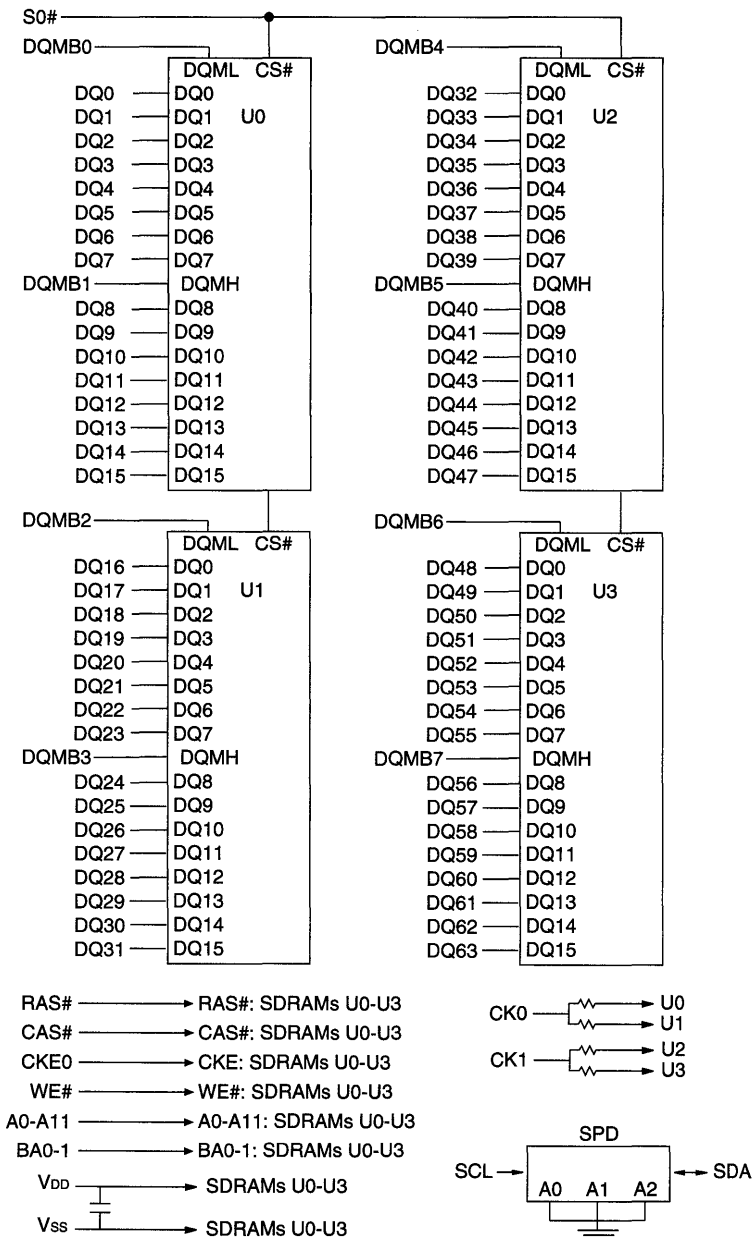 S0#
DQMB0
DQML CS#
DQ0 DQ0
DQ1 DQ1 U0
DQ2 DQ2
DQ3 DQ3
DQ4 DQ4
DQ5 DQ5
DQ6 DQ6
DQ7 DQ7
DQMB1 DQMH
DQ8 DQ8
DQ9 DQ9
DQ10 DQ10
DQ11 DQ11
DQ12 DQ12
DQ13 DQ13
DQ14 DQ14
DQ15 DQ15
DQMB4
DQML CS#
DQ32 DQ0
DQ33 DQ1 U2
DQ34 DQ2
DQ35 DQ3
DQ36 DQ4
DQ37 DQ5
DQ38 DQ6
DQ39 DQ7
DQMB5 DQMH
DQ40 DQ8
DQ41 DQ9
DQ42 DQ10
DQ43 DQ11
DQ44 DQ12
DQ45 DQ13
DQ46 DQ14
DQ47 DQ15
DQMB2
DQML CS#
DQ16 DQ0
DQ17 DQ1 U1
DQ18 DQ2
DQ19 DQ3
DQ20 DQ4
DQ21 DQ5
DQ22 DQ6
DQ23 DQ7
DQMB3 DQMH
DQ24 DQ8
DQ25 DQ9
DQ26 DQ10
DQ27 DQ11
DQ28 DQ12
DQ29 DQ13
DQ30 DQ14
DQ31 DQ15
DQMB6
DQML CS#
DQ48 DQ0
DQ49 DQ1 U3
DQ50 DQ2
DQ51 DQ3
DQ52 DQ4
DQ53 DQ5
DQ54 DQ6
DQ55 DQ7
DQMB7 DQMH
DQ56 DQ8
DQ57 DQ9
DQ58 DQ10
DQ59 DQ11
DQ60 DQ12
DQ61 DQ13
DQ62 DQ14
DQ63 DQ15
RAS# RAS#: SDRAMs U0-U3
CAS# CAS#: SDRAMs U0-U3
CKE0 CKE: SDRAMs U0-U3
WE# WE#: SDRAMs U0-U3
A0-A11 A0-A11: SDRAMs U0-U3
BA0-1 BA0-1: SDRAMs U0-U3
VDD SDRAMs U0-U3
VSS SDRAMs U0-U3
CK0 U0
U1
CK1 U2
U3
SPD
SCL SDA
A0 A1 A2